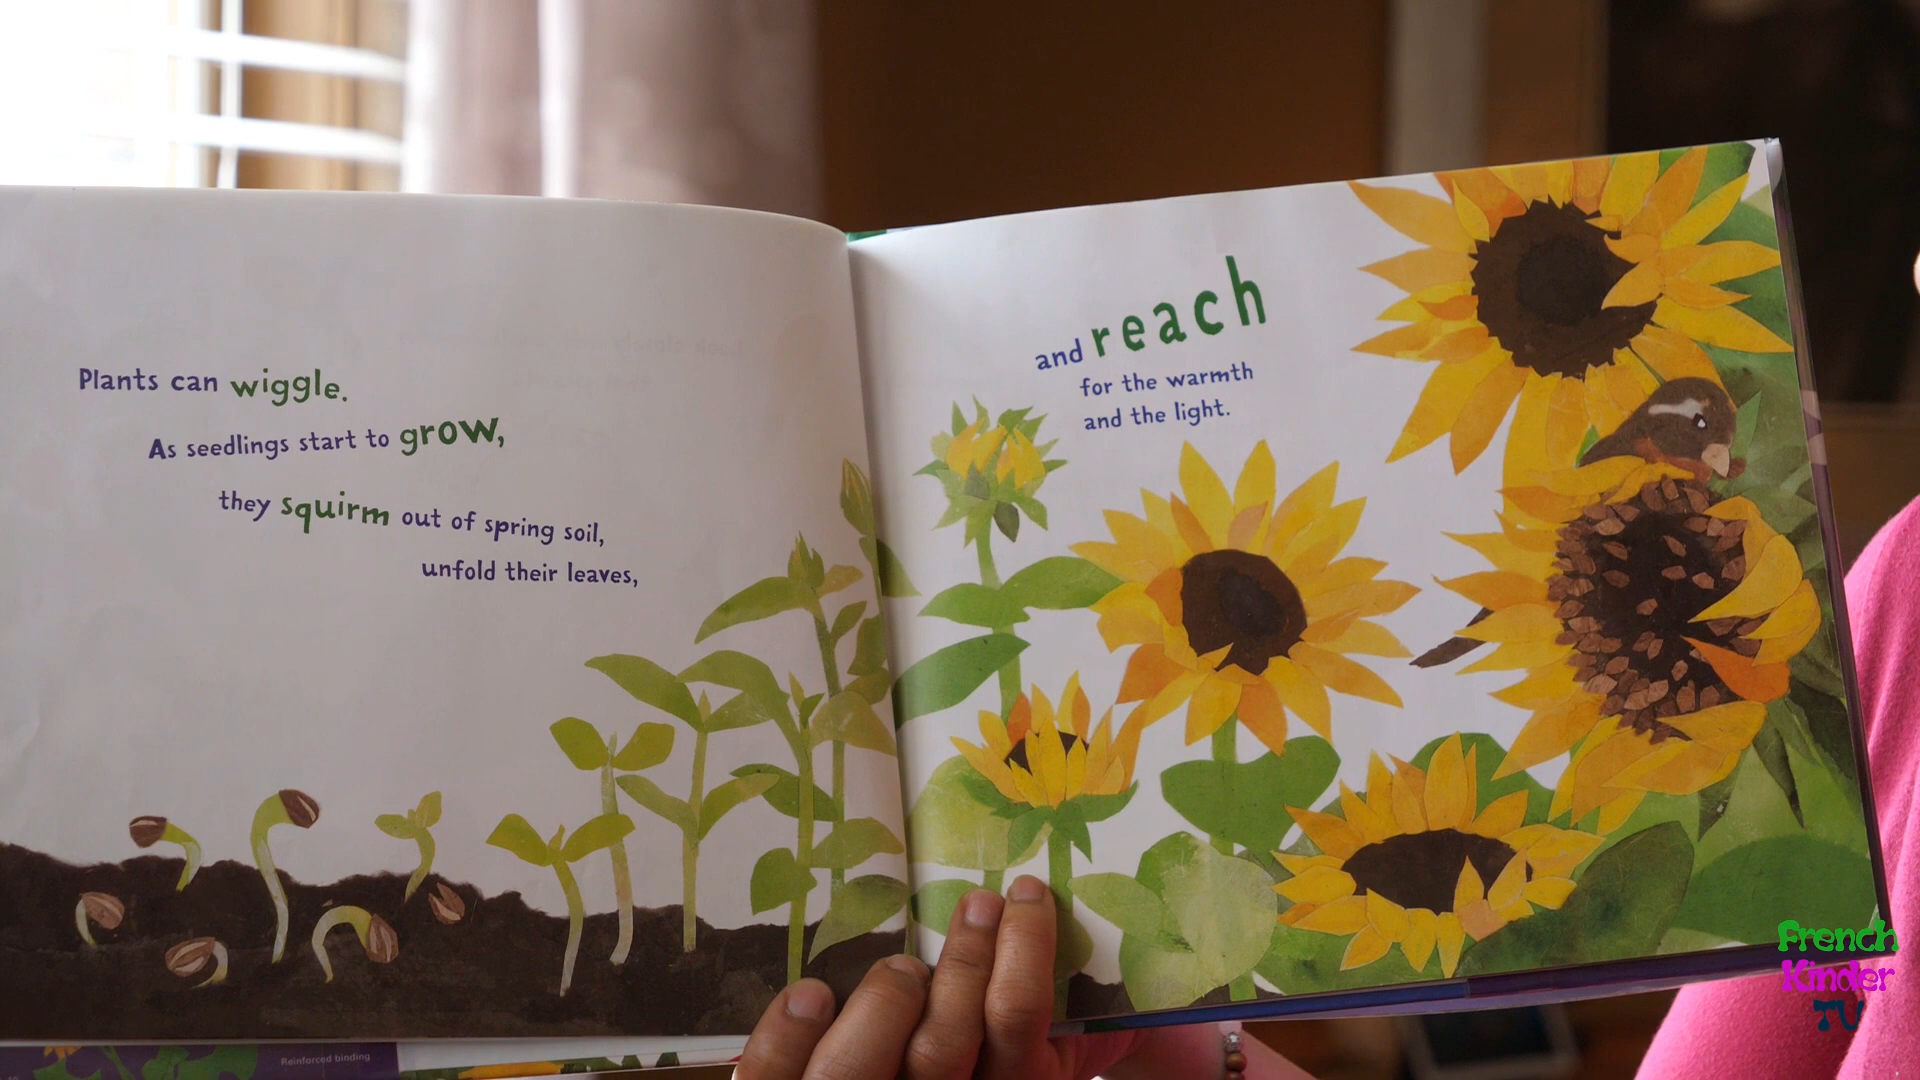 Plants can wiggle.
As seedlings start to grow,
they squirm out of spring soil,
unfold their leaves,
and reach
for the warmth
and the light.
Reinforced binding
French
Kinder
TV